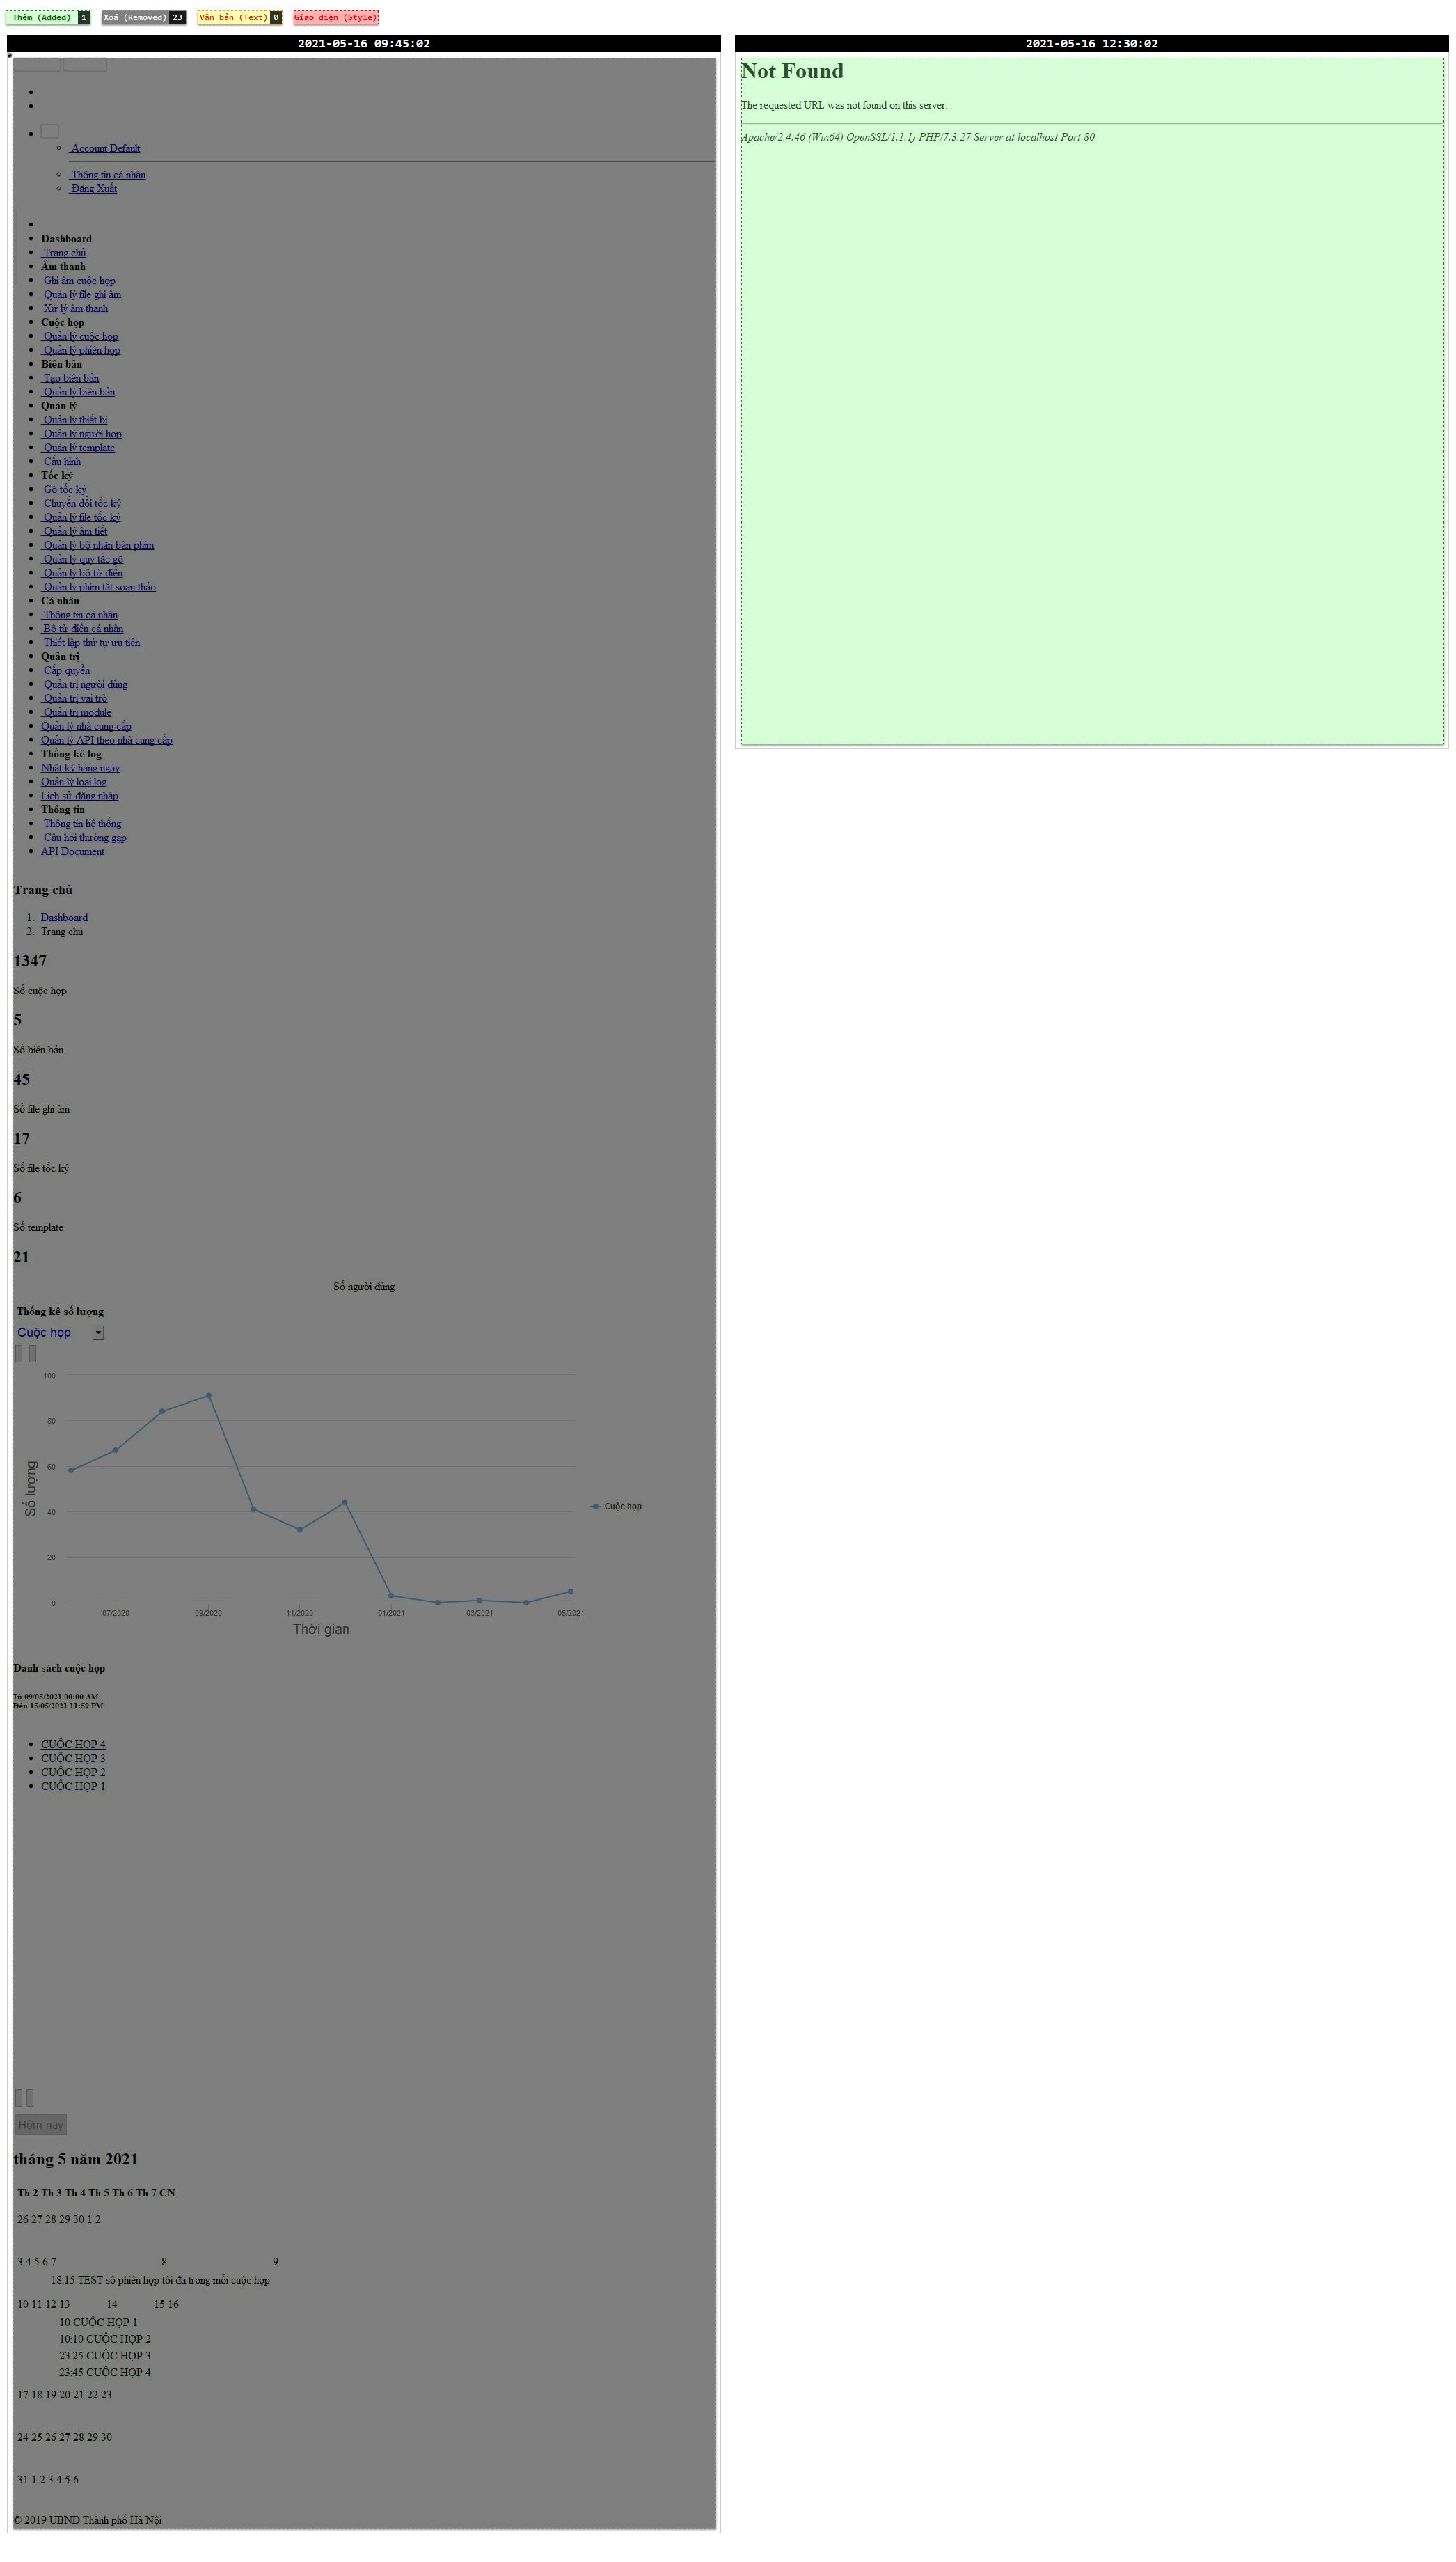 Thêm (Added) 1 Xoá (Removed) 23 Văn bản (Text) 0 Giao diện (Style)
2021-05-16 09:45:02
Account Default
Thông tin cá nhân
Đăng Xuất
Dashboard
Trang chủ
Âm thanh
Ghi âm cuộc họp
Quản lý file ghi âm
Xử lý âm thanh
Cuộc họp
Quản lý cuộc họp
Quản lý phiên họp
Biên bản
Tạo biên bản
Quản lý biên bản
Quản lý
Quản lý thiết bị
Quản lý người họp
Quản lý template
Cấu hình
Tốc ký
Gõ tốc ký
Chuyển đổi tốc ký
Quản lý file tốc ký
Quản lý âm tiết
Quản lý bộ nhãn bàn phím
Quản lý quy tắc gõ
Quản lý bộ từ điển
Quản lý phím tắt soạn thảo
Cá nhân
Thông tin cá nhân
Bộ từ điển cá nhân
Thiết lập thứ tự ưu tiên
Quản trị
Cấp quyền
Quản trị người dùng
Quản trị vai trò
Quản trị module
Quản lý nhà cung cấp
Quản lý API theo nhà cung cấp
Thống kê log
Nhật ký hàng ngày
Quản lý loại log
Lịch sử đăng nhập
Thông tin
Thông tin hệ thống
Câu hỏi thường gặp
API Document
Trang chủ
1. Dashboard
2. Trang chủ
1347
Số cuộc họp
5
Số biên bản
45
Số file ghi âm
17
Số file tốc ký
6
Số template
21
Số người dùng
Thống kê số lượng
Cuộc họp
100
80
60
40
20
0
Số lượng
Cuộc họp
07/2020 09/2020 11/2020 01/2021 03/2021 05/2021
Thời gian
Danh sách cuộc họp
Từ 09/05/2021 00:00 AM
Đến 15/05/2021 11:59 PM
CUỘC HỌP 4
CUỘC HỌP 3
CUỘC HỌP 2
CUỘC HỌP 1
Hôm nay
tháng 5 năm 2021
Th 2 Th 3 Th 4 Th 5 Th 6 Th 7 CN
26 27 28 29 30 1 2
3 4 5 6 7 8 9
18:15 TEST số phiên họp tối đa trong mỗi cuộc họp
10 11 12 13 14 15 16
10 CUỘC HỌP 1
10:10 CUỘC HỌP 2
23:25 CUỘC HỌP 3
23:45 CUỘC HỌP 4
17 18 19 20 21 22 23
24 25 26 27 28 29 30
31 1 2 3 4 5 6
© 2019 UBND Thành phố Hà Nội
2021-05-16 12:30:02
Not Found
The requested URL was not found on this server.
Apache/2.4.46 (Win64) OpenSSL/1.1.1j PHP/7.3.27 Server at localhost Port 80